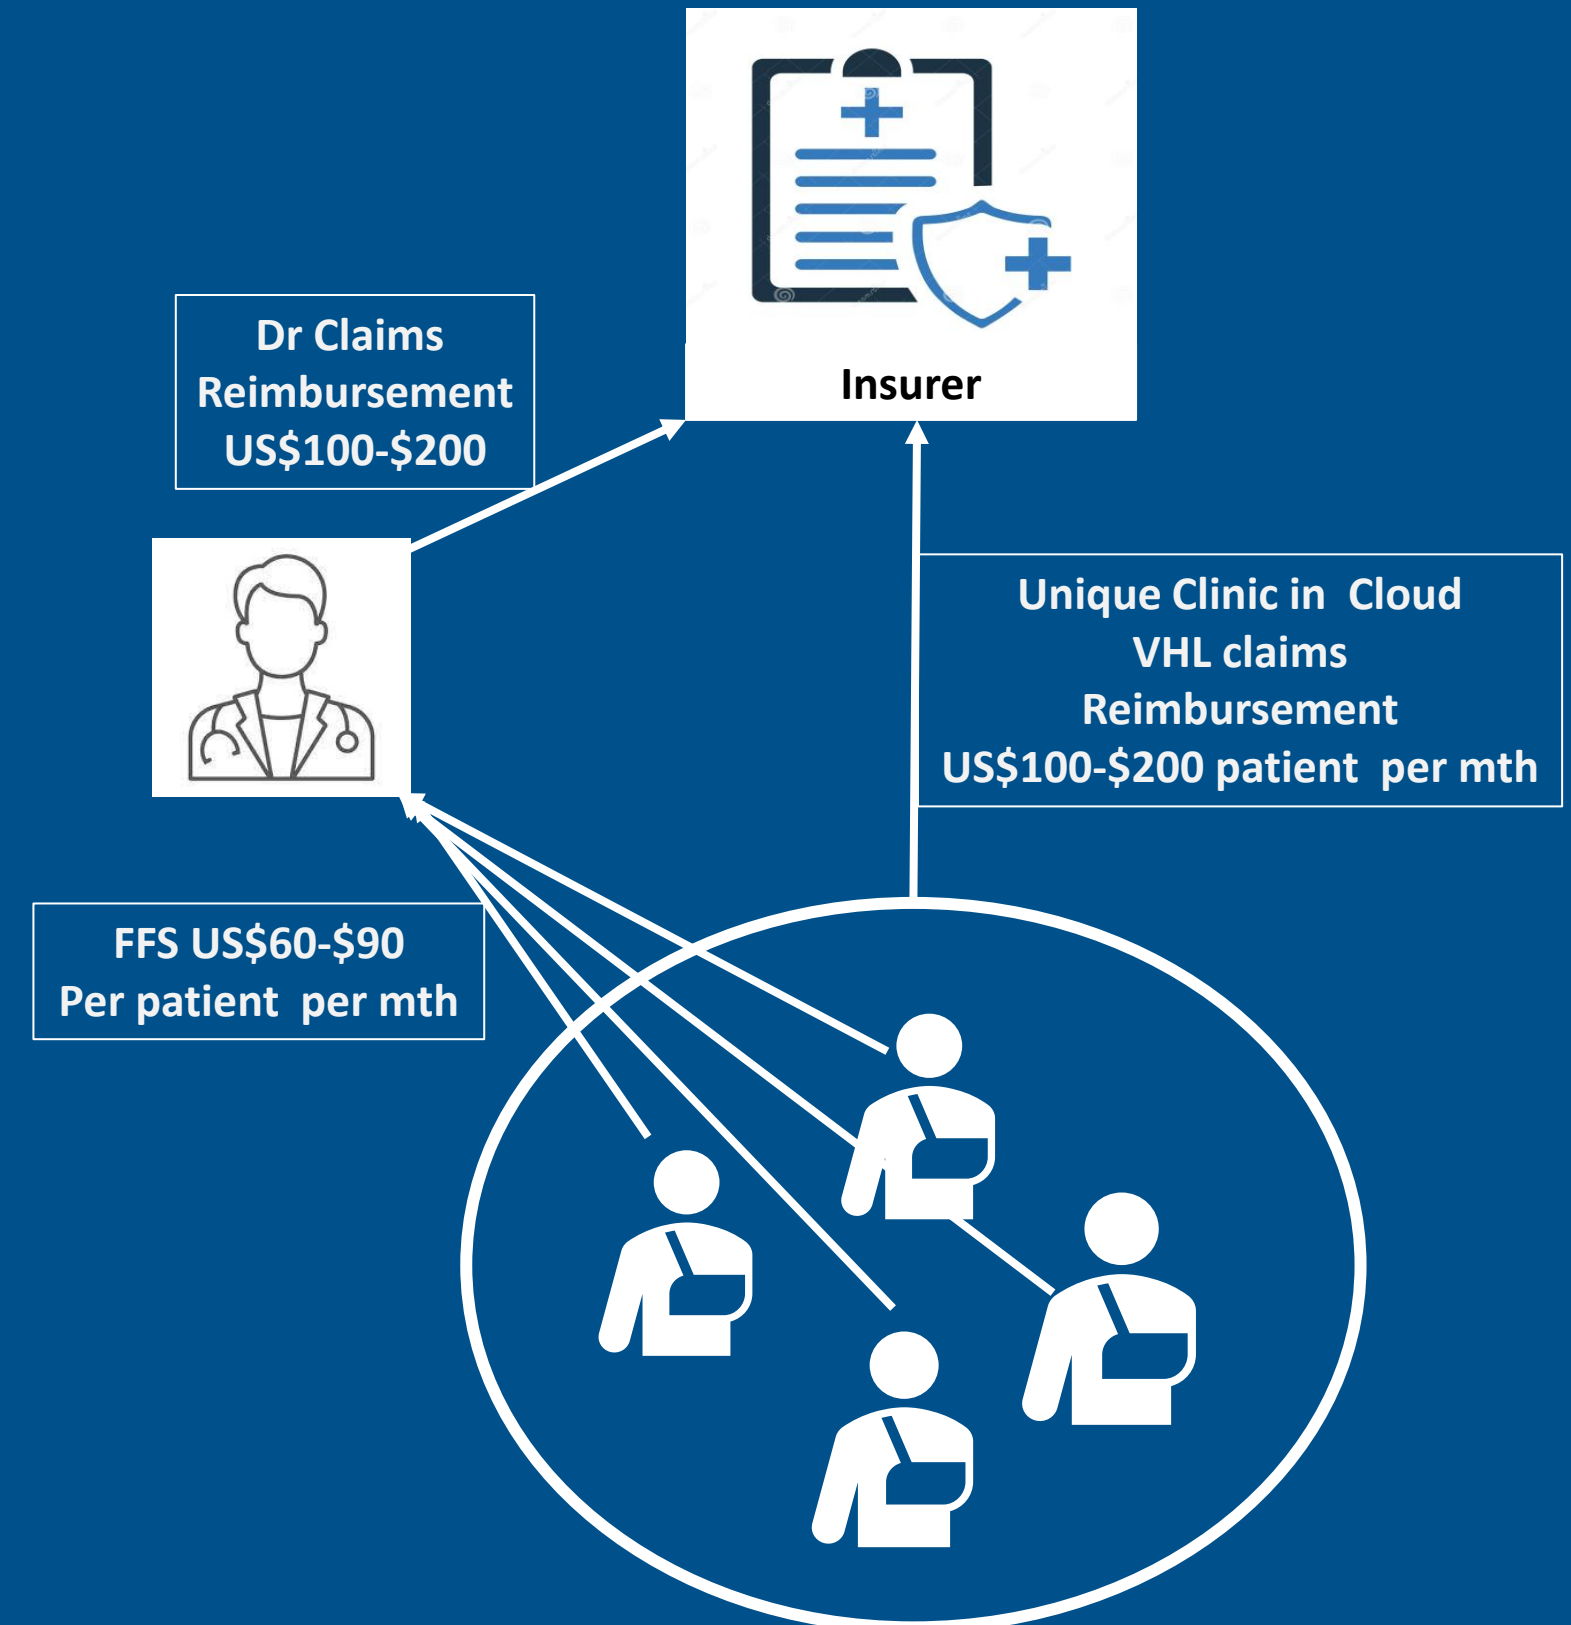 Insurer
Dr Claims
Reimbursement
US$100-$200
Unique Clinic in Cloud
VHL claims
Reimbursement
US$100-$200 patient per mth
FFS US$60-$90
Per patient per mth